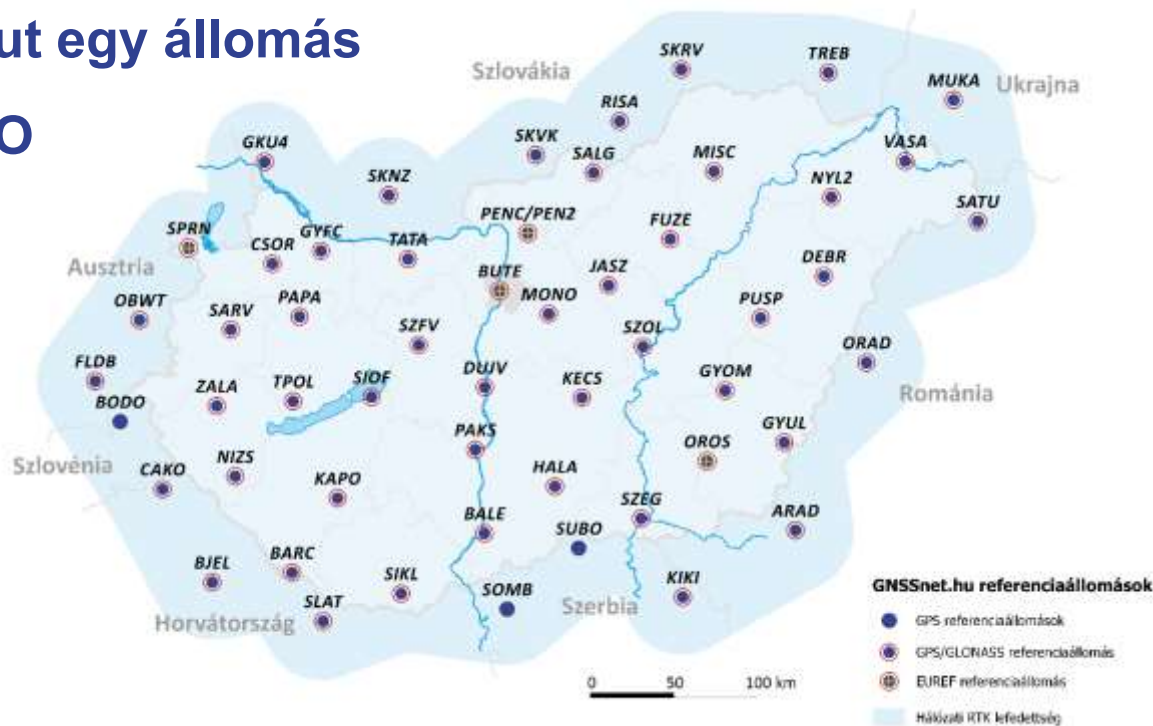 ut egy állomás
O
SKRV
TREB
Szlovákia
MUKA
Ukrajna
RISA
GKU4
SKVK
SALG
MISC
VASA
SKNZ
NYL2
SATU
PENC/PEN2
FUZE
SPRN
CSOR
GYFC
TATA
Ausztria
BUTE
JASZ
DEBR
OBWT
SARV
PAPA
MONO
PUSP
SZFV
SZOL
ORAD
FLDB
BODO
ZALA
TPOL
SIOF
DUJV
KECS
GYOM
Románia
PAKS
OROS
GYUL
Szlovénia
CAKO
NIZS
KAPO
HALA
BALE
SZEG
ARAD
SUBO
BJEL
BARC
SIKL
SOMB
KIKI
SLAT
Szerbia
Horvátország
GNSSnet.hu referenciaállomások
GPS referenciaállomások
GPS/GLONASS referenciaállomás
EUREF referenciaállomás
Hálózati RTK lefedettség
0 50 100 km